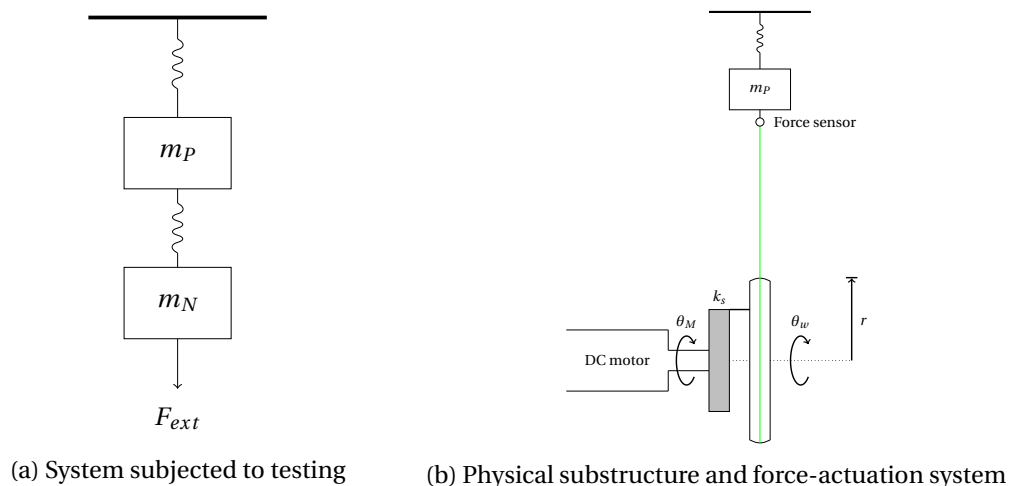 m_P
m_N
F_ext
(a) System subjected to testing
m_P
Force sensor
k_s
θ_M
θ_w
r
DC motor
(b) Physical substructure and force-actuation system